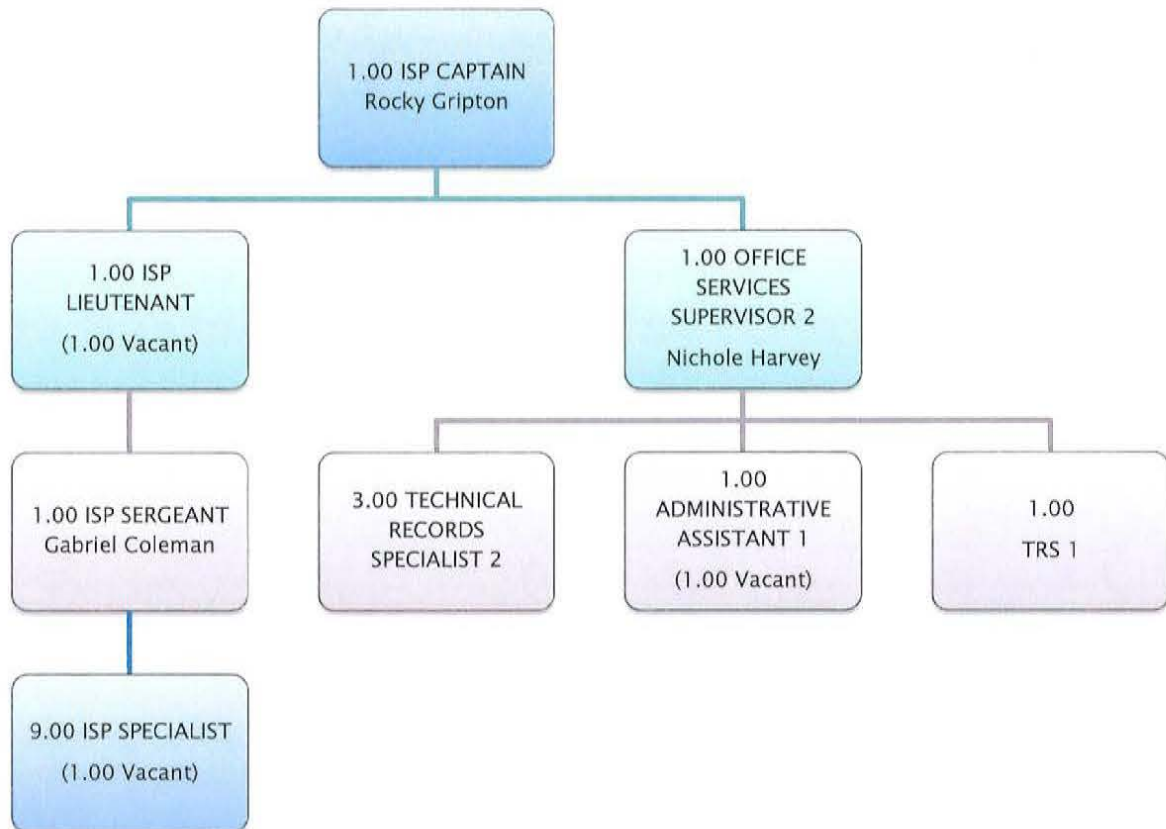 1.00 ISP CAPTAIN
Rocky Gripton
1.00 ISP
LIEUTENANT
(1.00 Vacant)
1.00 OFFICE
SERVICES
SUPERVISOR 2
Nichole Harvey
1.00 ISP SERGEANT
Gabriel Coleman
3.00 TECHNICAL
RECORDS
SPECIALIST 2
1.00
ADMINISTRATIVE
ASSISTANT 1
(1.00 Vacant)
1.00
TRS 1
9.00 ISP SPECIALIST
(1.00 Vacant)